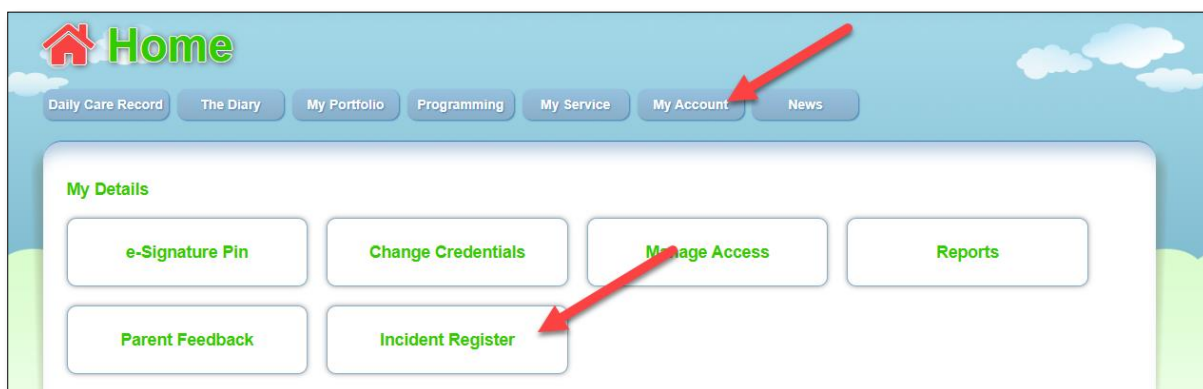 Home
Daily Care Record The Diary My Portfolio Programming My Service My Account News
My Details
e-Signature Pin Change Credentials Manage Access Reports
Parent Feedback Incident Register